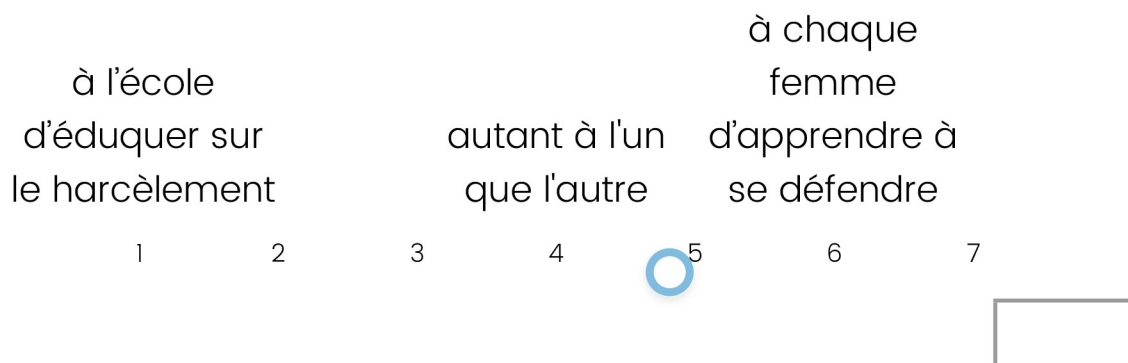 à l’école
d’éduquer sur
le harcèlement
autant à l'un
que l'autre
à chaque
femme
d’apprendre à
se défendre
1 2 3 4 5 6 7